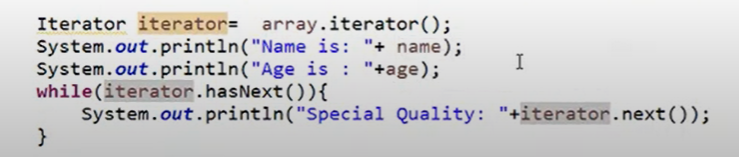 Iterator iterator=  array.iterator();
System.out.println("Name is: "+ name);
System.out.println("Age is : "+age);
while(iterator.hasNext()){
    System.out.println("Special Quality: "+iterator.next());
}